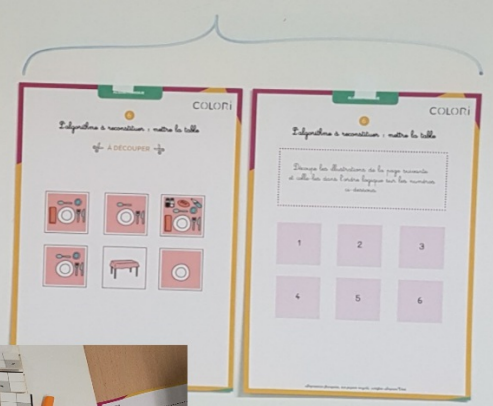 COLORi
L'algorithme à reconstituer : mettre la table
À DÉCOUPER
COLORi
L'algorithme à reconstituer : mettre la table
Découpe les illustrations de la page suivante
et colle-les dans l'ordre logique sur les numéros
ci-dessous.
1 2 3
4 5 6